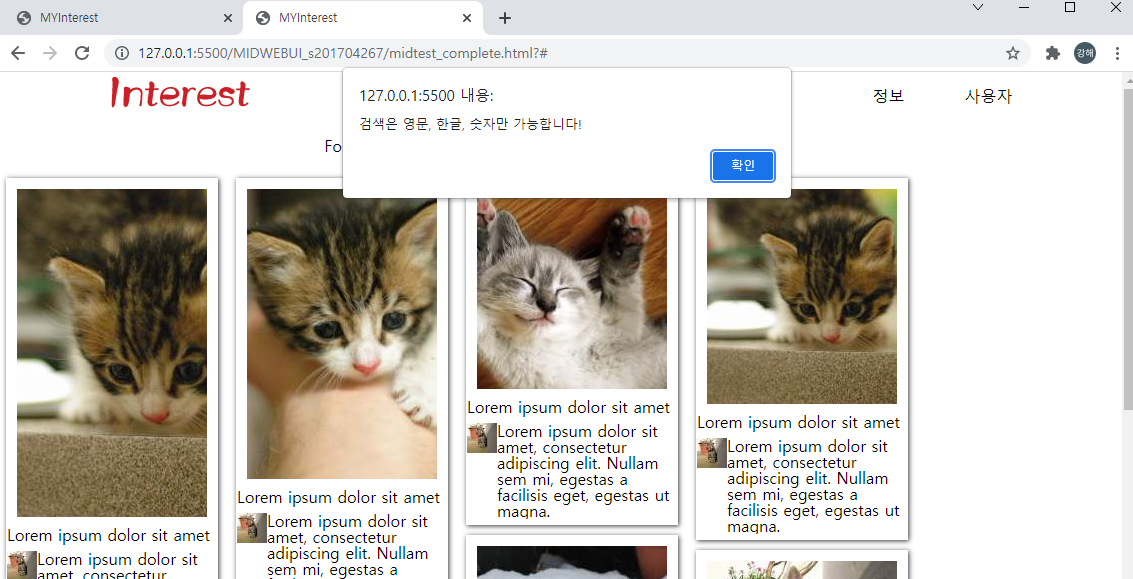 MYInterest
MYInterest
127.0.0.1:5500/MIDWEBUI_s201704267/midtest_complete.html?#
강해
Interest
정보
사용자
127.0.0.1:5500 내용:
검색은 영문, 한글, 숫자만 가능합니다!
확인
Fo
Lorem ipsum dolor sit amet
amet, consectetur
Lorem ipsum dolor sit amet
Lorem ipsum dolor sit
amet, consectetur
adipiscing elit. Nullam
sem mi, egestas a
Lorem ipsum dolor sit amet
Lorem ipsum dolor sit
amet, consectetur
adipiscing elit. Nullam
sem mi, egestas a
facilisis eget, egestas ut
magna.
Lorem ipsum dolor sit amet
Lorem ipsum dolor sit
amet, consectetur
adipiscing elit. Nullam
sem mi, egestas a
facilisis eget, egestas ut
magna.